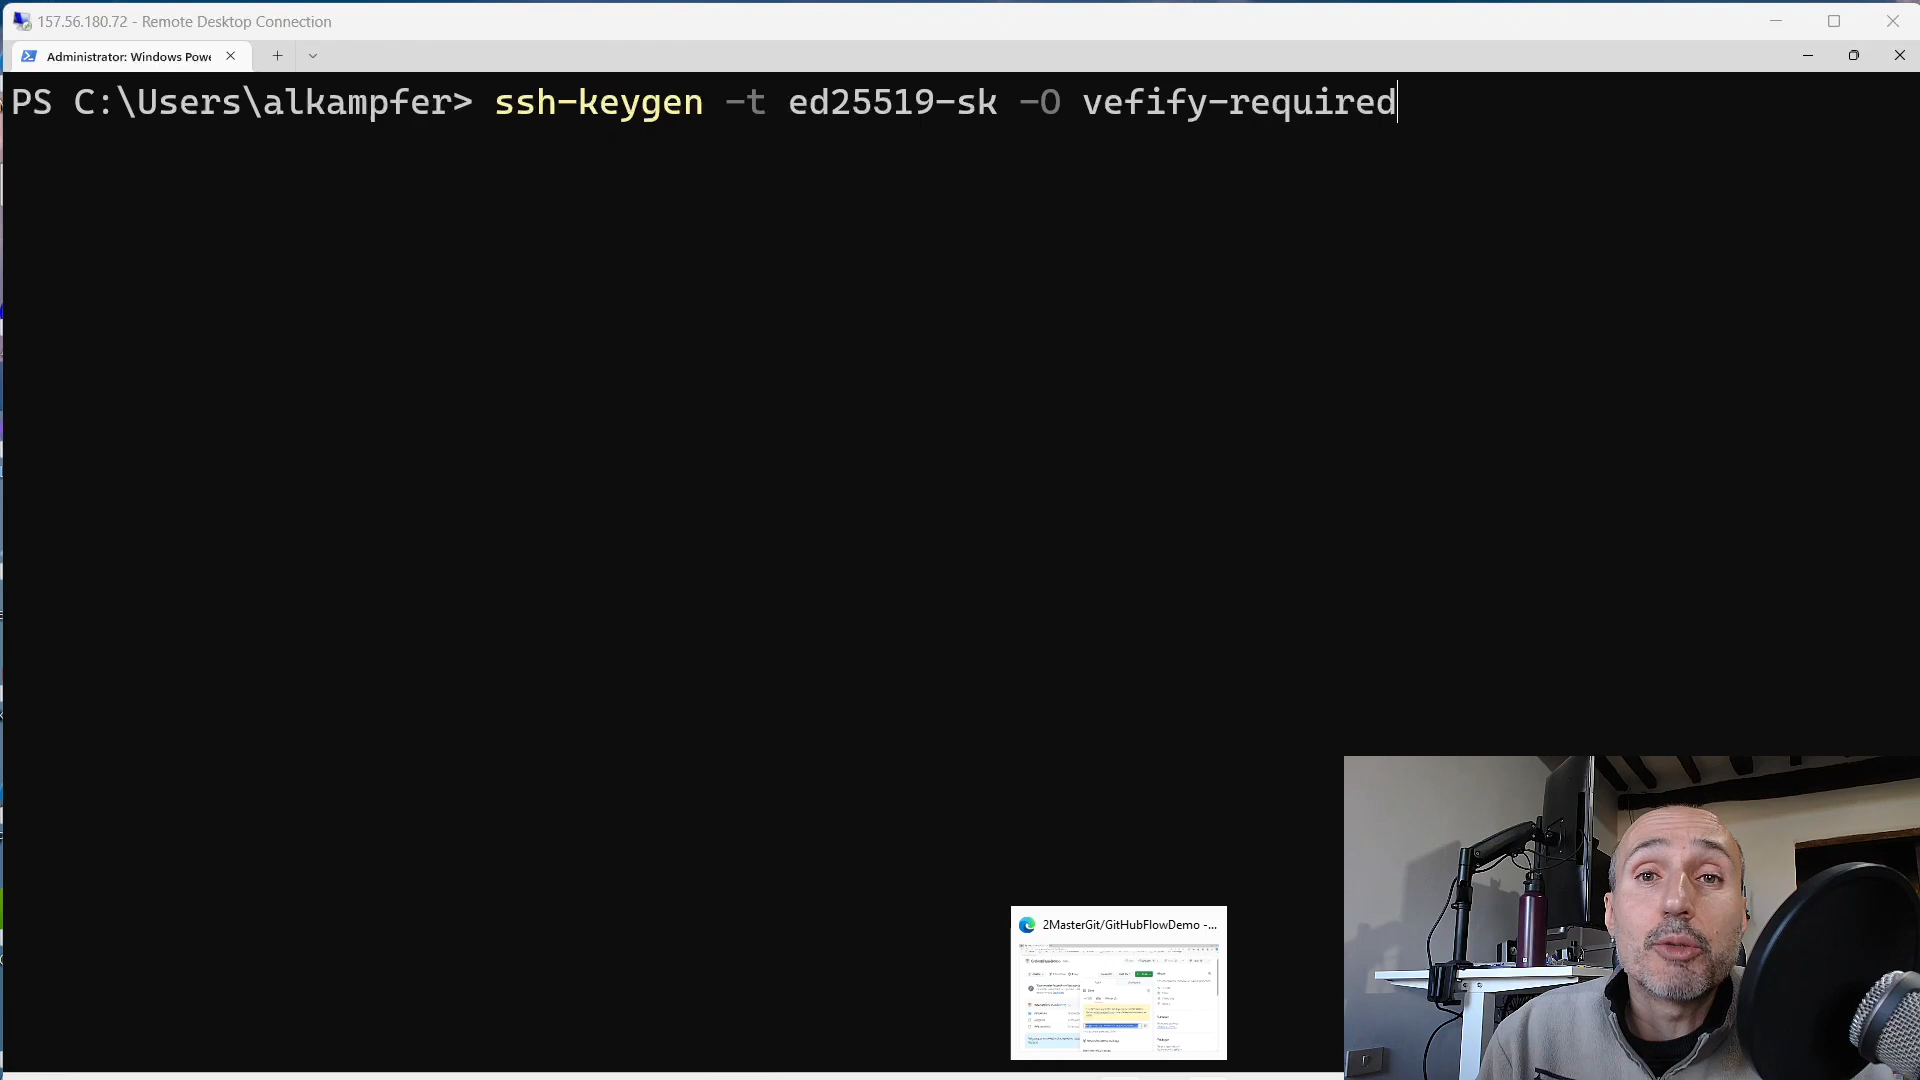 157.56.180.72 - Remote Desktop Connection
Administrator: Windows Powe
PS C:\Users\alkampfer> ssh-keygen -t ed25519-sk -O vefify-required
2MasterGit/GitHubFlowDemo -...